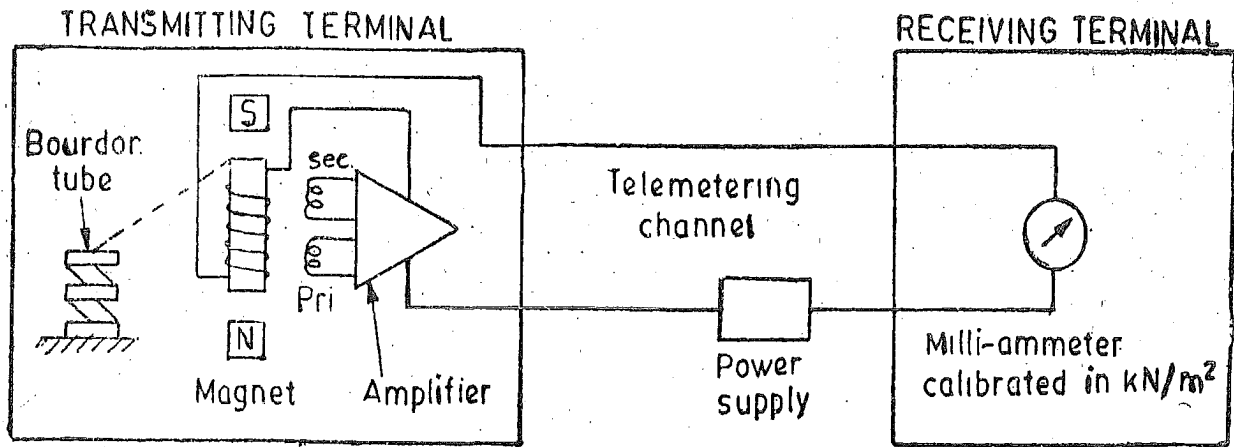 TRANSMITTING TERMINAL
RECEIVING TERMINAL
S
Bourdor.
tube
sec.
Telemetering
channel
Pri
N
Magnet
Amplifier
Power
supply
Milli-ammeter
calibrated in kN/m²